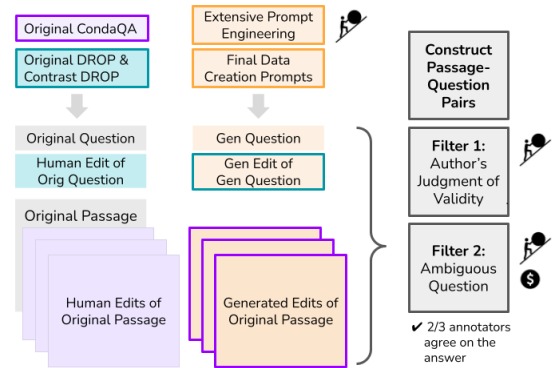 Original CondaQA
Original DROP &
Contrast DROP
Original Question
Human Edit of
Orig Question
Original Passage
Human Edits of
Original Passage
Extensive Prompt
Engineering
Final Data
Creation Prompts
Gen Question
Gen Edit of
Gen Question
Generated Edits of
Original Passage
Construct
Passage-
Question
Pairs
Filter 1:
Author's
Judgment of
Validity
Filter 2:
Ambiguous
Question
$
✔ 2/3 annotators
agree on the
answer